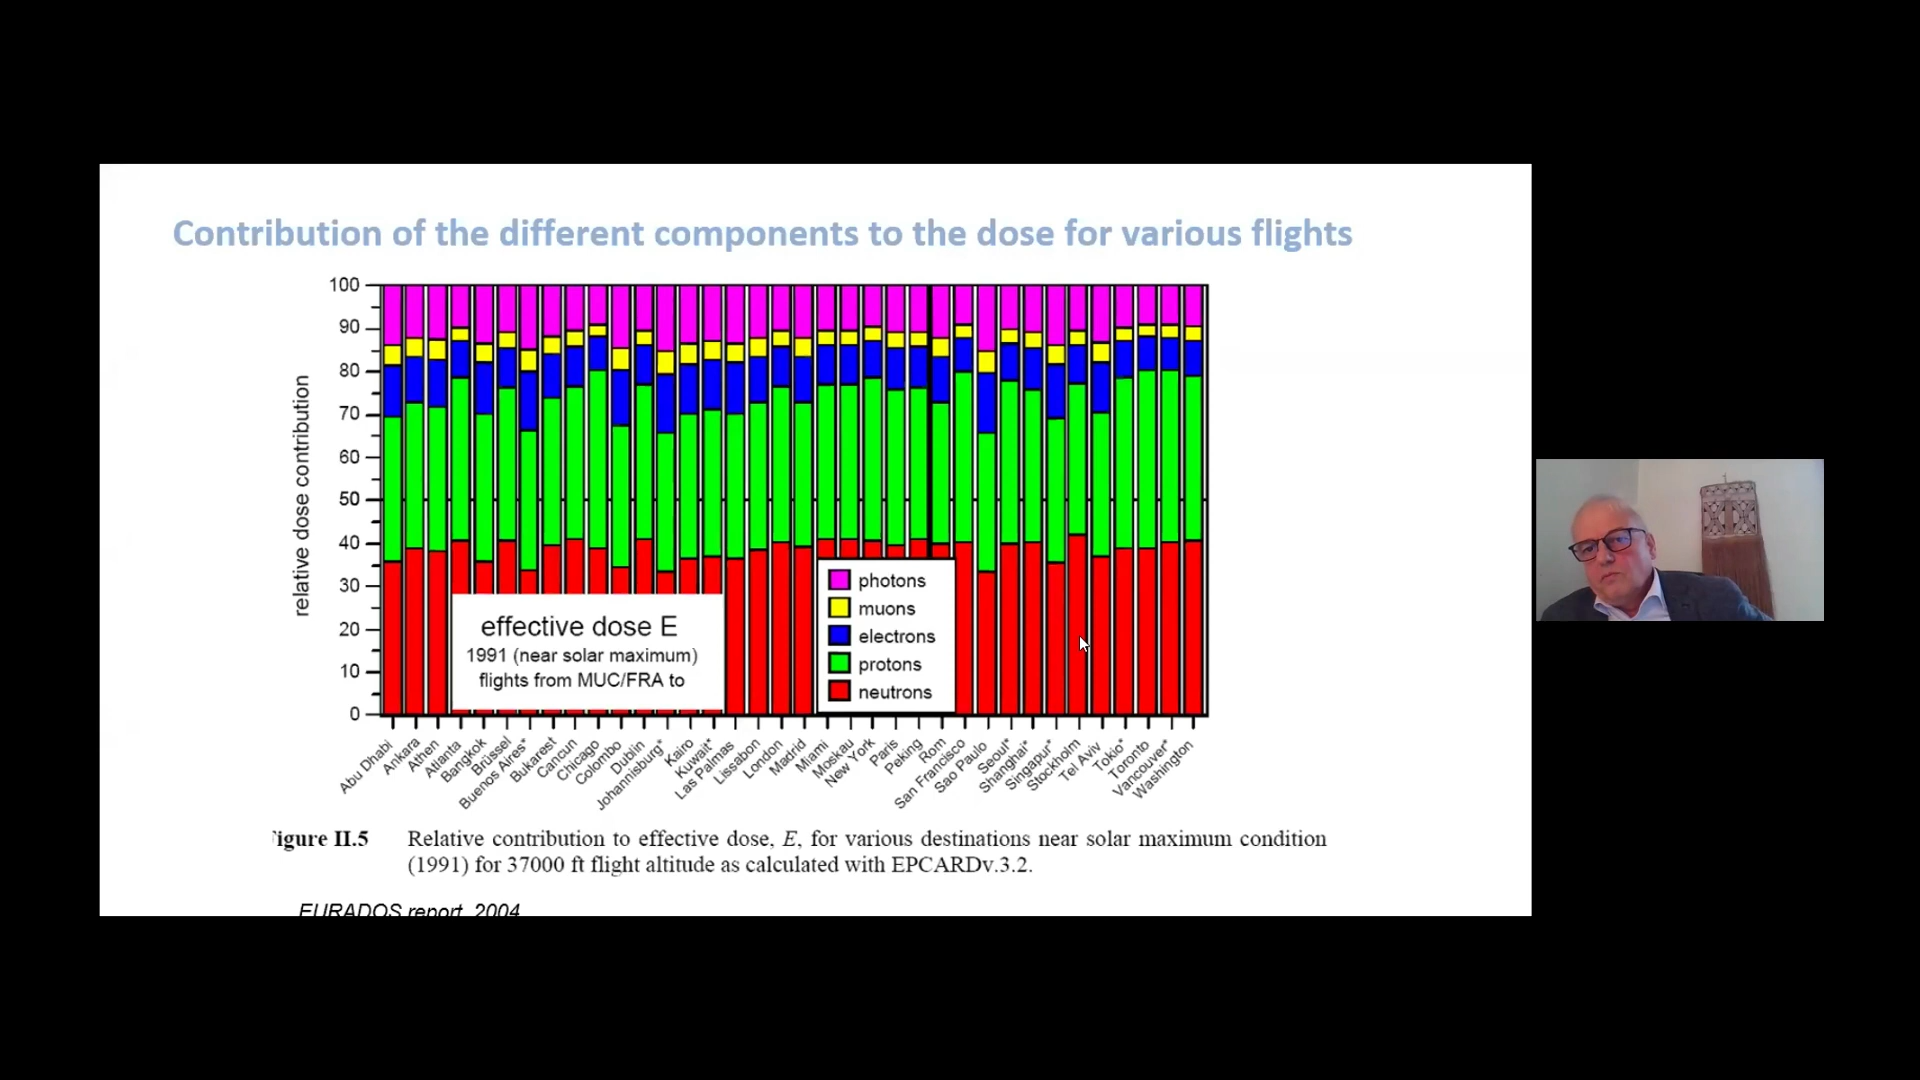 Contribution of the different components to the dose for various flights
100
90
80
70
60
50
40
30
20
10
0
relative dose contribution
effective dose E
1991 (near solar maximum)
flights from MUC/FRA to
photons
muons
electrons
protons
neutrons
Abu Dhabi
Ankara
Athen
Atlanta
Bangkok
Brüssel
Buenos Aires*
Bukarest
Cancun
Chicago
Colombo
Dublin
Johannisburg*
Kairo
Kuwait*
Las Palmas
Lissabon
London
Madrid
Miami
Moskau
New York
Paris
Peking
Rom
San Francisco
Sao Paulo
Seoul*
Shanghai*
Singapur*
Stockholm
Tel Aviv
Tokio*
Toronto
Vancouver*
Washington
igure II.5 Relative contribution to effective dose, E, for various destinations near solar maximum condition
(1991) for 37000 ft flight altitude as calculated with EPCARDv.3.2.
EURADOS report, 2004